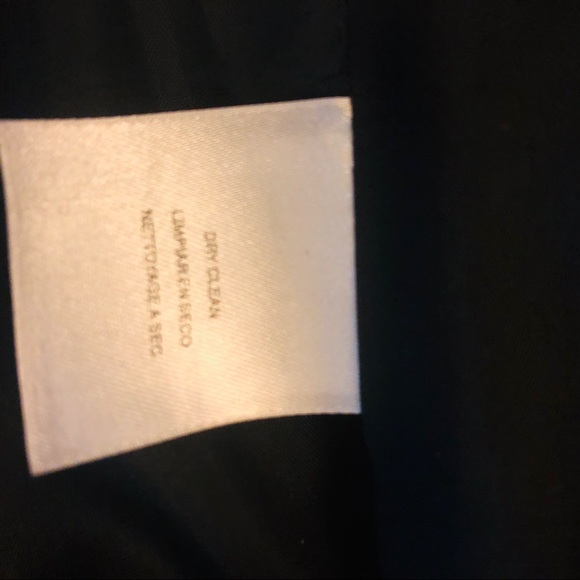 DRY CLEAN
LIMPIAR EN SECO
NETTOYAGE A SEC